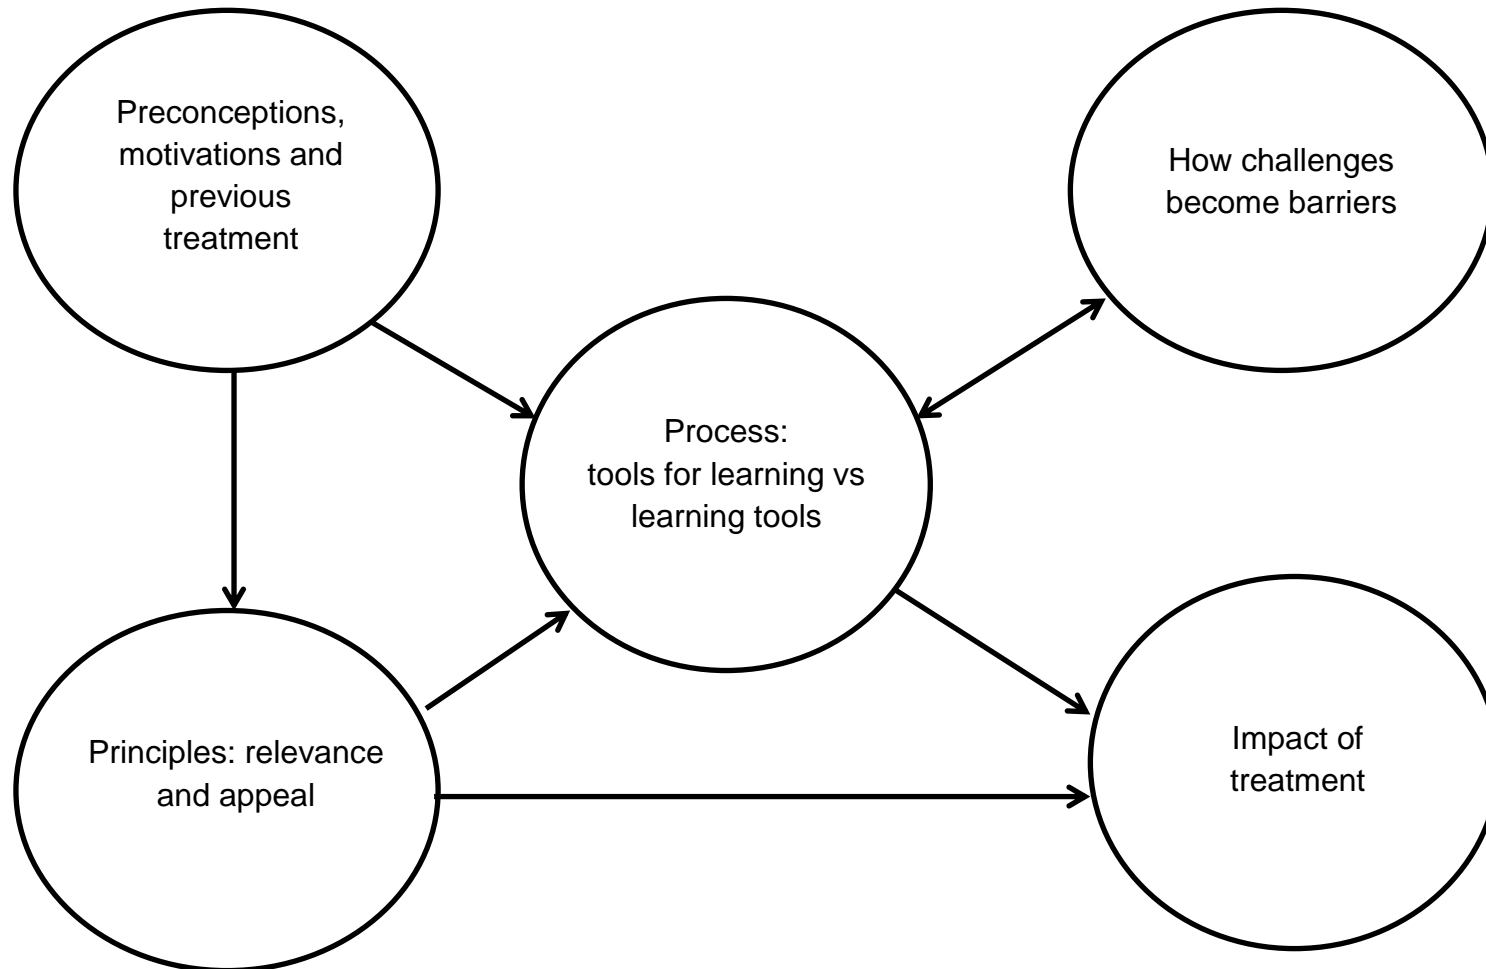 Preconceptions,
motivations and
previous
treatment
How challenges
become barriers
Process:
tools for learning vs
learning tools
Principles: relevance
and appeal
Impact of
treatment